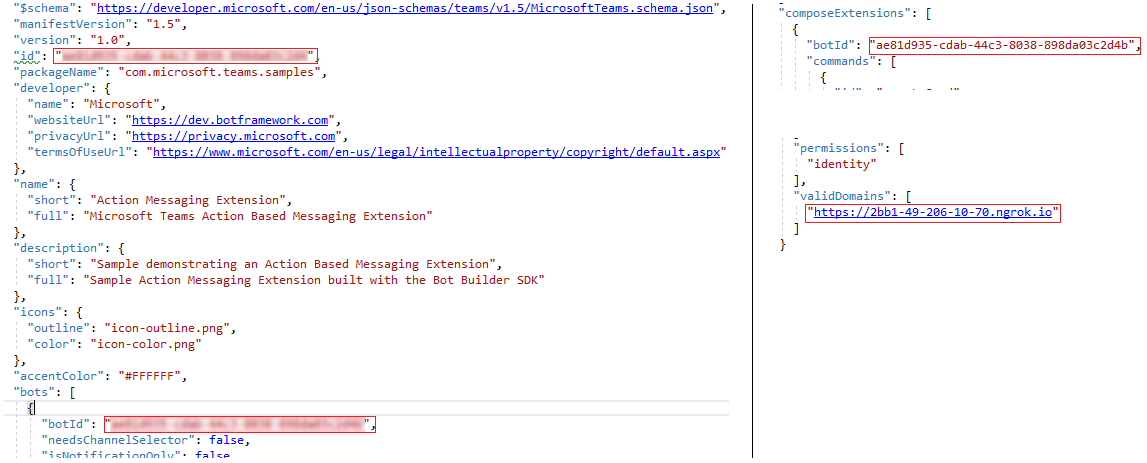 "$schema": "https://developer.microsoft.com/en-us/json-schemas/teams/v1.5/MicrosoftTeams.schema.json",
"manifestVersion": "1.5",
"version": "1.0",
"id": "
"packageName": "com.microsoft.teams.samples",
"developer": {
"name": "Microsoft",
"websiteUrl": "https://dev.botframework.com",
"privacyUrl": "https://privacy.microsoft.com",
"termsOfUseUrl": "https://www.microsoft.com/en-us/legal/intellectualproperty/copyright/default.aspx"
},
"name": {
"short": "Action Messaging Extension",
"full": "Microsoft Teams Action Based Messaging Extension"
},
"description": {
"short": "Sample demonstrating an Action Based Messaging Extension",
"full": "Sample Action Messaging Extension built with the Bot Builder SDK"
},
"icons": {
"outline": "icon-outline.png",
"color": "icon-color.png"
},
"accentColor": "#FFFFFF",
"bots": [
{
"botId": "
"needsChannelSelector": false,
"isNotificationOnly": false,
"composeExtensions": [
{
"botId": "ae81d935-cdab-44c3-8038-898da03c2d4b",
"commands": [
{
"permissions": [
"identity"
],
"validDomains": [
"https://2bb1-49-206-10-70.ngrok.io"
]
}